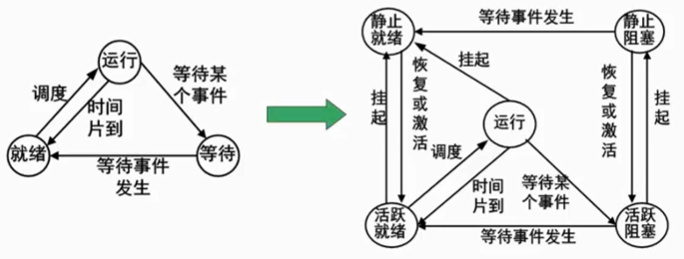 运行
调度
等待某
个事件
时间
片到
就绪
等待
等待事件
发生
静止
就绪
等待事件发生
静止
阻塞
挂起
挂起
恢复或激活
运行
恢复或激活
挂起
调度
时间
片到
等待某
个事件
活跃
就绪
等待事件发生
活跃
阻塞